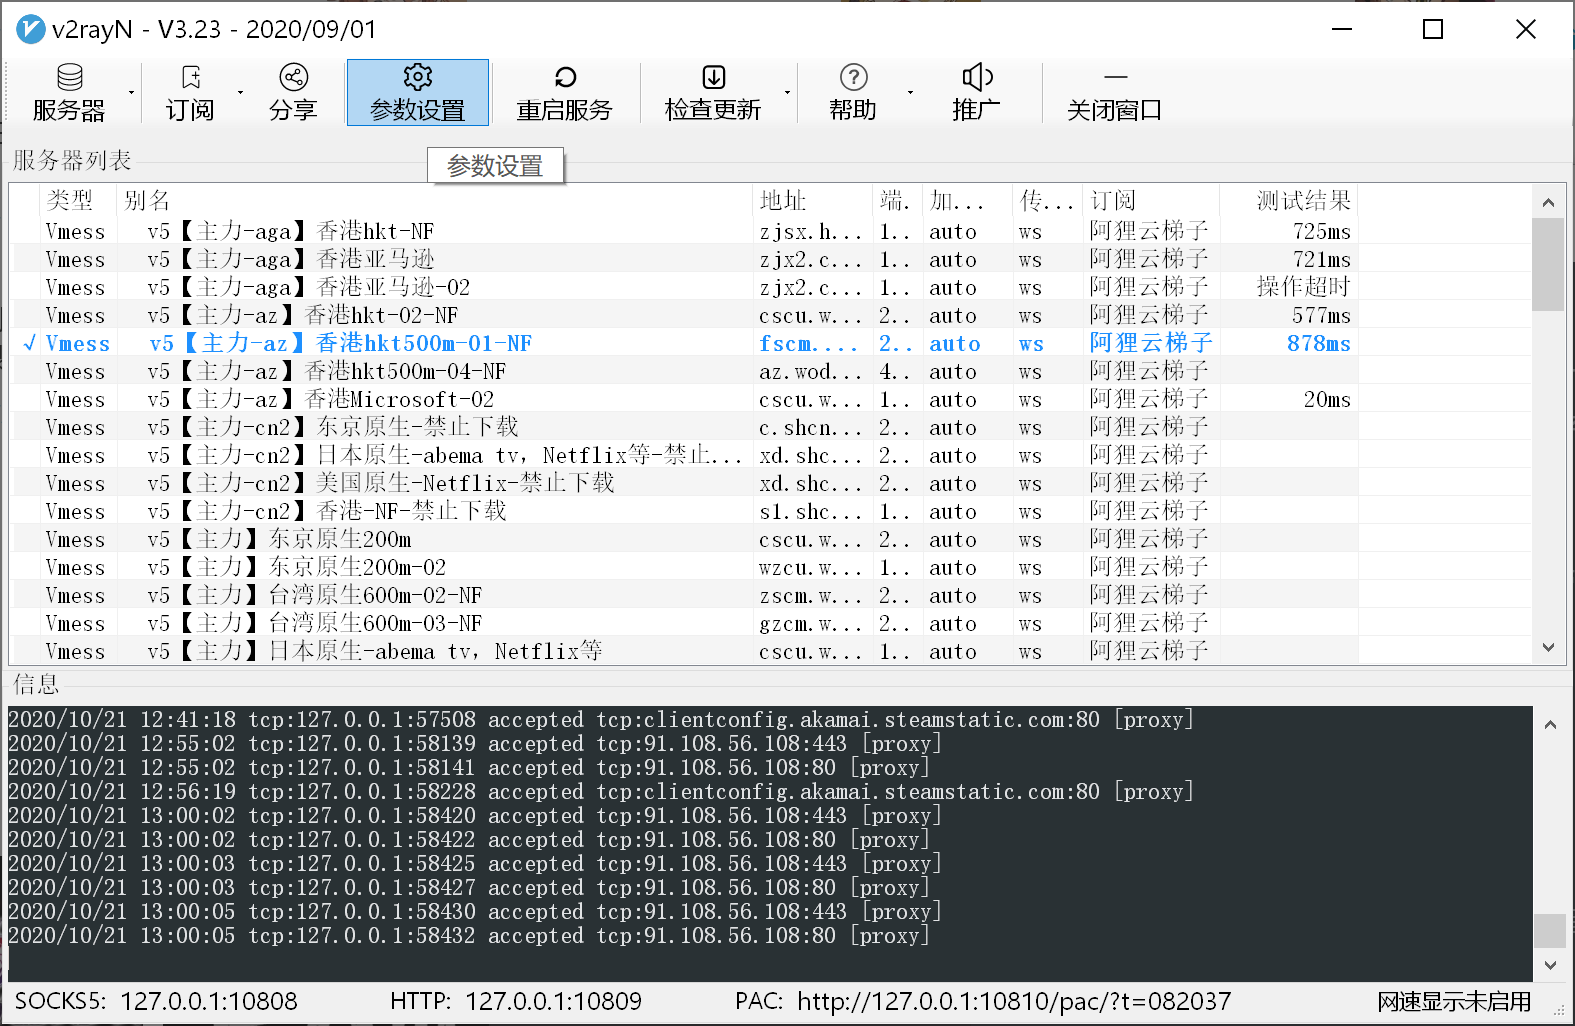 v2rayN - V3.23 - 2020/09/01
服务器 订阅 分享 参数设置 重启服务 检查更新 帮助 推广 关闭窗口
服务器列表
参数设置
类型 别名 地址 端. 加... 传... 订阅 测试结果
Vmess v5【主力-aga】香港hkt-NF zjsx.h... 1.. auto ws 阿狸云梯子 725ms
Vmess v5【主力-aga】香港亚马逊 zjx2.c... 1.. auto ws 阿狸云梯子 721ms
Vmess v5【主力-aga】香港亚马逊-02 zjx2.c... 1.. auto ws 阿狸云梯子 操作超时
Vmess v5【主力-az】香港hkt-02-NF cscu.w... 2.. auto ws 阿狸云梯子 577ms
√ Vmess v5【主力-az】香港hkt500m-01-NF fscm.... 2.. auto ws 阿狸云梯子 878ms
Vmess v5【主力-az】香港hkt500m-04-NF az.wod... 4.. auto ws 阿狸云梯子
Vmess v5【主力-az】香港Microsoft-02 cscu.w... 1.. auto ws 阿狸云梯子 20ms
Vmess v5【主力-cn2】东京原生-禁止下载 c.shcn... 2.. auto ws 阿狸云梯子
Vmess v5【主力-cn2】日本原生-abema tv，Netflix等-禁止... xd.shc... 2.. auto ws 阿狸云梯子
Vmess v5【主力-cn2】美国原生-Netflix-禁止下载 xd.shc... 2.. auto ws 阿狸云梯子
Vmess v5【主力-cn2】香港-NF-禁止下载 s1.shc... 1.. auto ws 阿狸云梯子
Vmess v5【主力】东京原生200m cscu.w... 2.. auto ws 阿狸云梯子
Vmess v5【主力】东京原生200m-02 wzcu.w... 1.. auto ws 阿狸云梯子
Vmess v5【主力】台湾原生600m-02-NF zscm.w... 2.. auto ws 阿狸云梯子
Vmess v5【主力】台湾原生600m-03-NF gzcm.w... 2.. auto ws 阿狸云梯子
Vmess v5【主力】日本原生-abema tv，Netflix等 cscu.w... 1.. auto ws 阿狸云梯子
信息
2020/10/21 12:41:18 tcp:127.0.0.1:57508 accepted tcp:clientconfig.akamai.steamstatic.com:80 [proxy]
2020/10/21 12:55:02 tcp:127.0.0.1:58139 accepted tcp:91.108.56.108:443 [proxy]
2020/10/21 12:55:02 tcp:127.0.0.1:58141 accepted tcp:91.108.56.108:80 [proxy]
2020/10/21 12:56:19 tcp:127.0.0.1:58228 accepted tcp:clientconfig.akamai.steamstatic.com:80 [proxy]
2020/10/21 13:00:02 tcp:127.0.0.1:58420 accepted tcp:91.108.56.108:443 [proxy]
2020/10/21 13:00:02 tcp:127.0.0.1:58422 accepted tcp:91.108.56.108:80 [proxy]
2020/10/21 13:00:03 tcp:127.0.0.1:58425 accepted tcp:91.108.56.108:443 [proxy]
2020/10/21 13:00:03 tcp:127.0.0.1:58427 accepted tcp:91.108.56.108:80 [proxy]
2020/10/21 13:00:05 tcp:127.0.0.1:58430 accepted tcp:91.108.56.108:443 [proxy]
2020/10/21 13:00:05 tcp:127.0.0.1:58432 accepted tcp:91.108.56.108:80 [proxy]
SOCKS5: 127.0.0.1:10808 HTTP: 127.0.0.1:10809 PAC: http://127.0.0.1:10810/pac/?t=082037 网速显示未启用